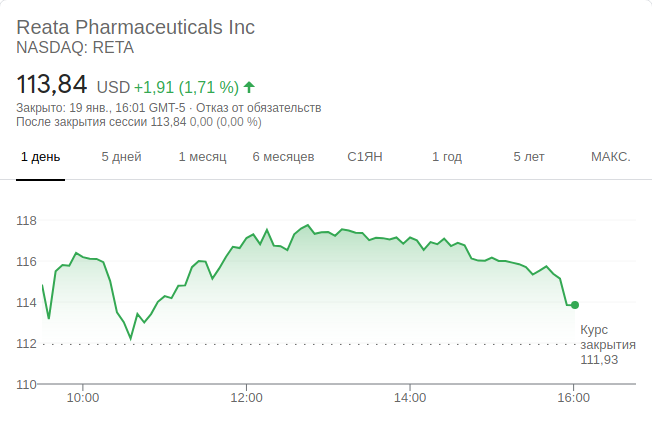 Reata Pharmaceuticals Inc
NASDAQ: RETA
113,84 USD +1,91 (1,71 %)
Закрыто: 19 янв., 16:01 GMT-5 · Отказ от обязательств
После закрытия сессии 113,84 0,00 (0,00 %)
1 день 5 дней 1 месяц 6 месяцев С1ЯН 1 год 5 лет МАКС.
118
116
114
112
110
Курс
закрытия
111,93
10:00 12:00 14:00 16:00